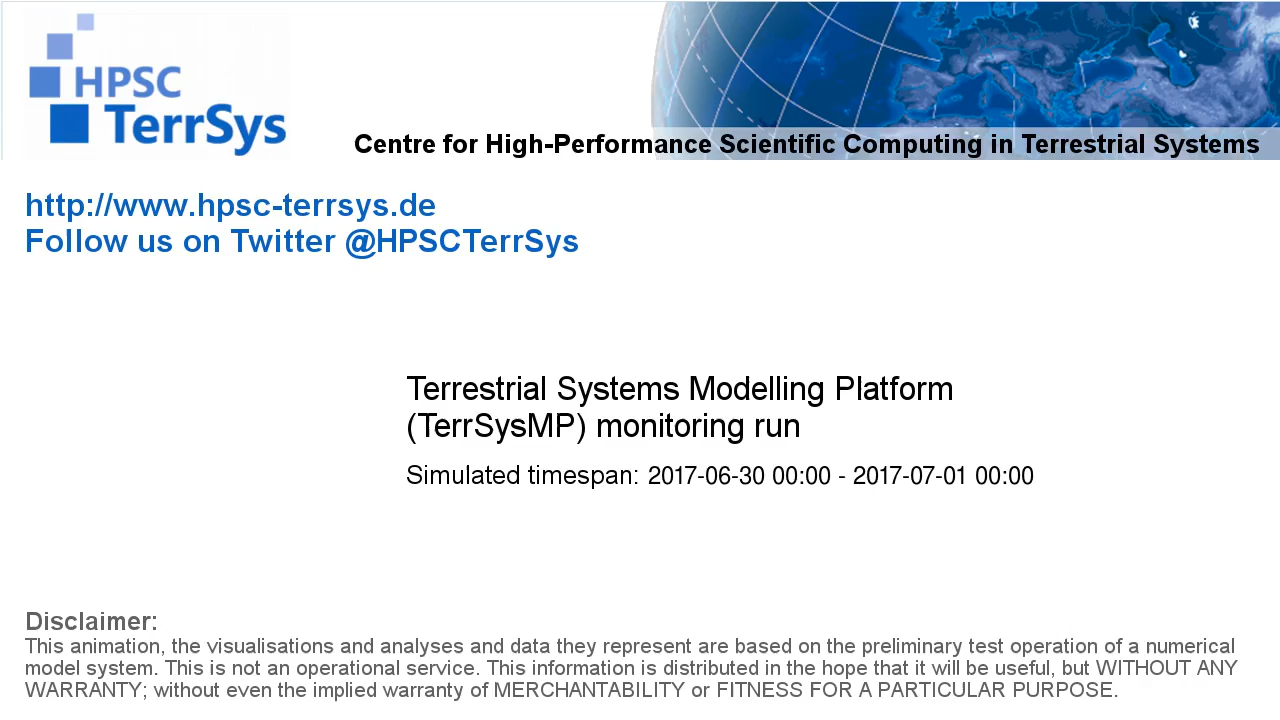 HPSC
TerrSys
Centre for High-Performance Scientific Computing in Terrestrial Systems
http://www.hpsc-terrsys.de
Follow us on Twitter @HPSCTerrSys
Terrestrial Systems Modelling Platform
(TerrSysMP) monitoring run
Simulated timespan: 2017-06-30 00:00 - 2017-07-01 00:00
Disclaimer:
This animation, the visualisations and analyses and data they represent are based on the preliminary test operation of a numerical
model system. This is not an operational service. This information is distributed in the hope that it will be useful, but WITHOUT ANY
WARRANTY; without even the implied warranty of MERCHANTABILITY or FITNESS FOR A PARTICULAR PURPOSE.